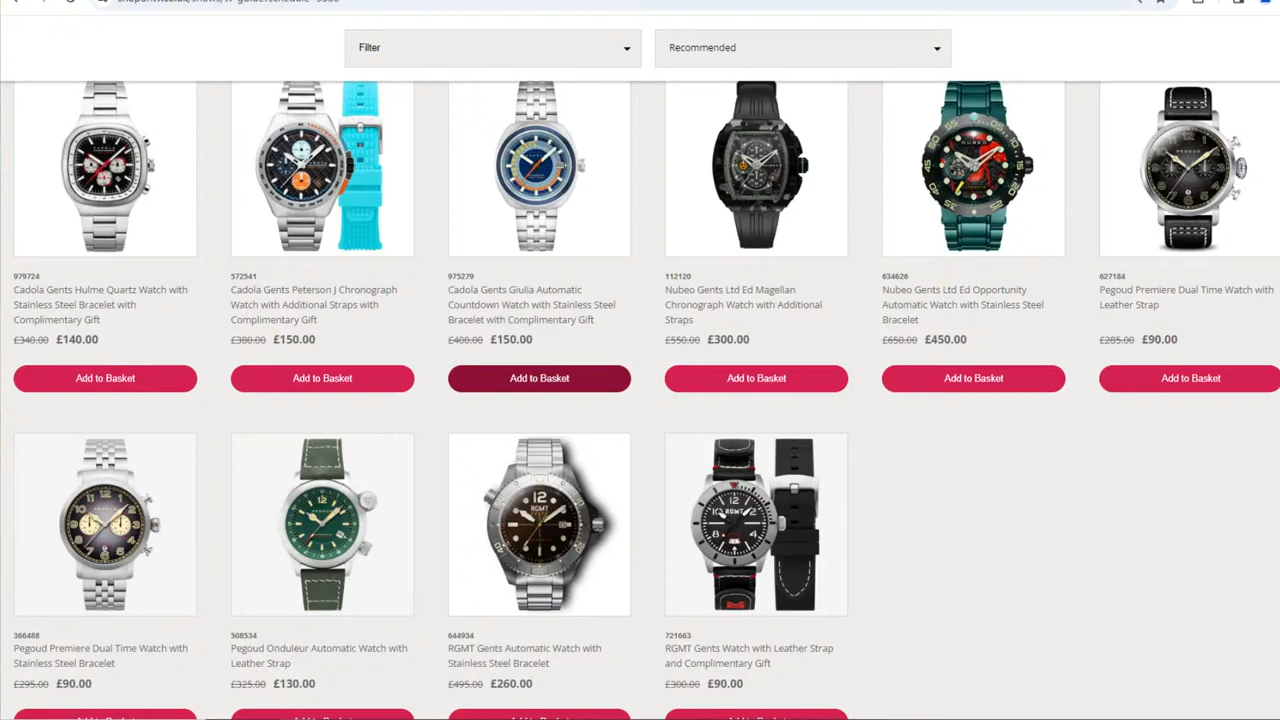 Filter
Recommended
979724
Cadola Gents Hulme Quartz Watch with
Stainless Steel Bracelet with
Complimentary Gift
£340.00 £140.00
Add to Basket
572541
Cadola Gents Peterson J Chronograph
Watch with Additional Straps with
Complimentary Gift
£380.00 £150.00
Add to Basket
975279
Cadola Gents Giulia Automatic
Countdown Watch with Stainless Steel
Bracelet with Complimentary Gift
£400.00 £150.00
Add to Basket
112120
Nubeo Gents Ltd Ed Magellan
Chronograph Watch with Additional
Straps
£550.00 £300.00
Add to Basket
634626
Nubeo Gents Ltd Ed Opportunity
Automatic Watch with Stainless Steel
Bracelet
£650.00 £450.00
Add to Basket
627184
Pegoud Premiere Dual Time Watch with
Leather Strap
£285.00 £90.00
Add to Basket
366488
Pegoud Premiere Dual Time Watch with
Stainless Steel Bracelet
£295.00 £90.00
508534
Pegoud Onduleur Automatic Watch with
Leather Strap
£325.00 £130.00
644934
RGMT Gents Automatic Watch with
Stainless Steel Bracelet
£495.00 £260.00
721663
RGMT Gents Watch with Leather Strap
and Complimentary Gift
£300.00 £90.00